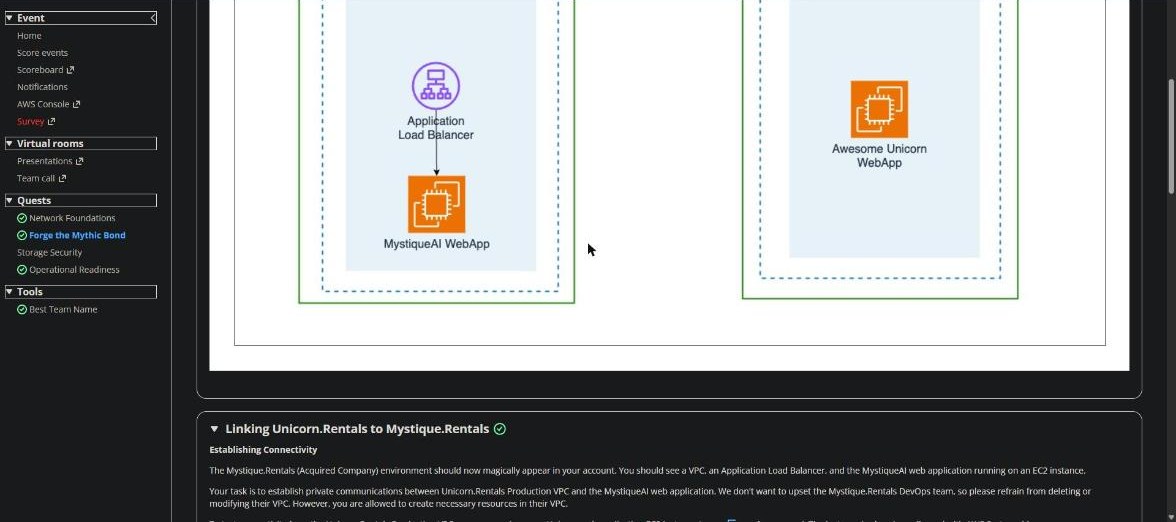 Event
Home
Score events
Scoreboard
Notifications
AWS Console
Survey
Virtual rooms
Presentations
Team call
Quests
Network Foundations
Forge the Mythic Bond
Storage Security
Operational Readiness
Tools
Best Team Name
Application
Load Balancer
MystiqueAI WebApp
Awesome Unicorn
WebApp
Linking Unicorn.Rentals to Mystique.Rentals
Establishing Connectivity
The Mystique.Rentals (Acquired Company) environment should now magically appear in your account. You should see a VPC, an Application Load Balancer, and the MystiqueAI web application running on an EC2 instance.
Your task is to establish private communications between Unicorn.Rentals Production VPC and the MystiqueAI web application. We don't want to upset the Mystique.Rentals DevOps team, so please refrain from deleting or
modifying their VPC. However, you are allowed to create necessary resources in their VPC.